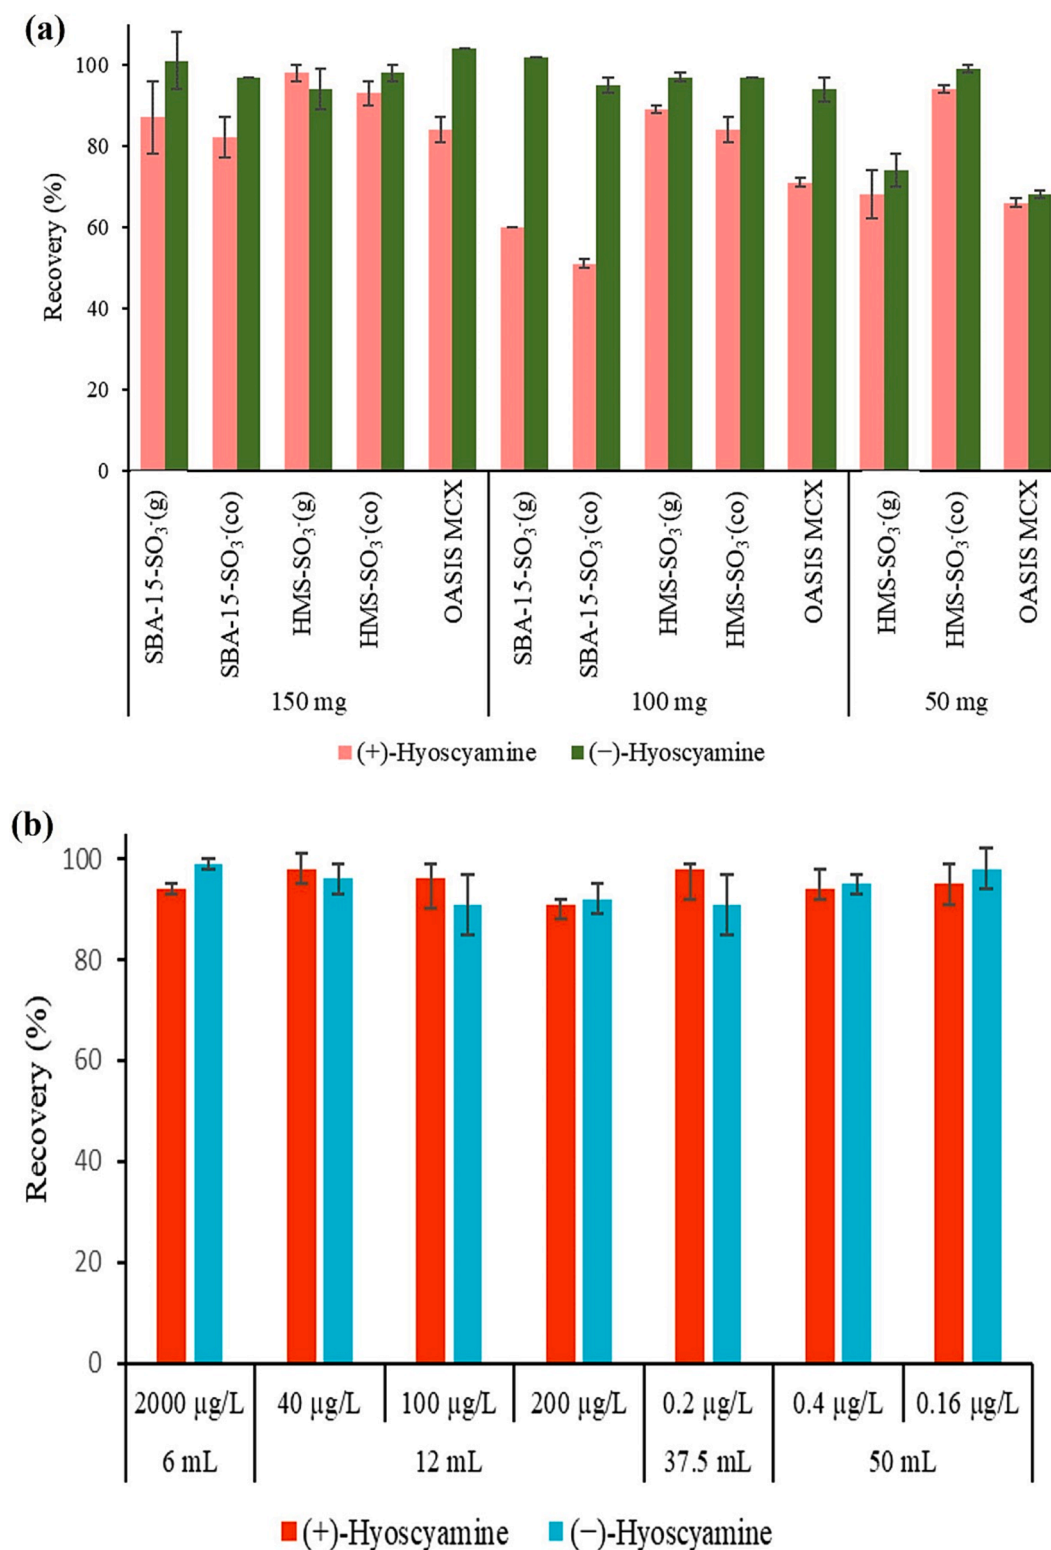 (a)
Recovery (%)
100
80
60
40
20
0
SBA-15-SO₃⁻(g)
SBA-15-SO₃⁻(co)
HMS-SO₃⁻(g)
HMS-SO₃⁻(co)
OASIS MCX
SBA-15-SO₃⁻(g)
SBA-15-SO₃⁻(co)
HMS-SO₃⁻(g)
HMS-SO₃⁻(co)
OASIS MCX
HMS-SO₃⁻(g)
HMS-SO₃⁻(co)
OASIS MCX
150 mg 100 mg 50 mg
(+)-Hyoscyamine (−)-Hyoscyamine
(b)
Recovery (%)
100
80
60
40
20
0
2000 µg/L 40 µg/L 100 µg/L 200 µg/L 0.2 µg/L 0.4 µg/L 0.16 µg/L
6 mL 12 mL 37.5 mL 50 mL
(+)-Hyoscyamine (−)-Hyoscyamine